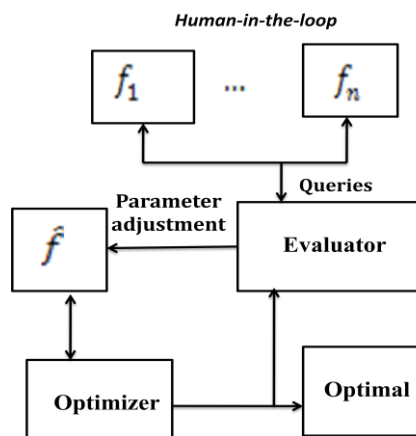 Human-in-the-loop
f₁ ... fₙ
Queries
Parameter
adjustment
f̂
Evaluator
Optimizer
Optimal